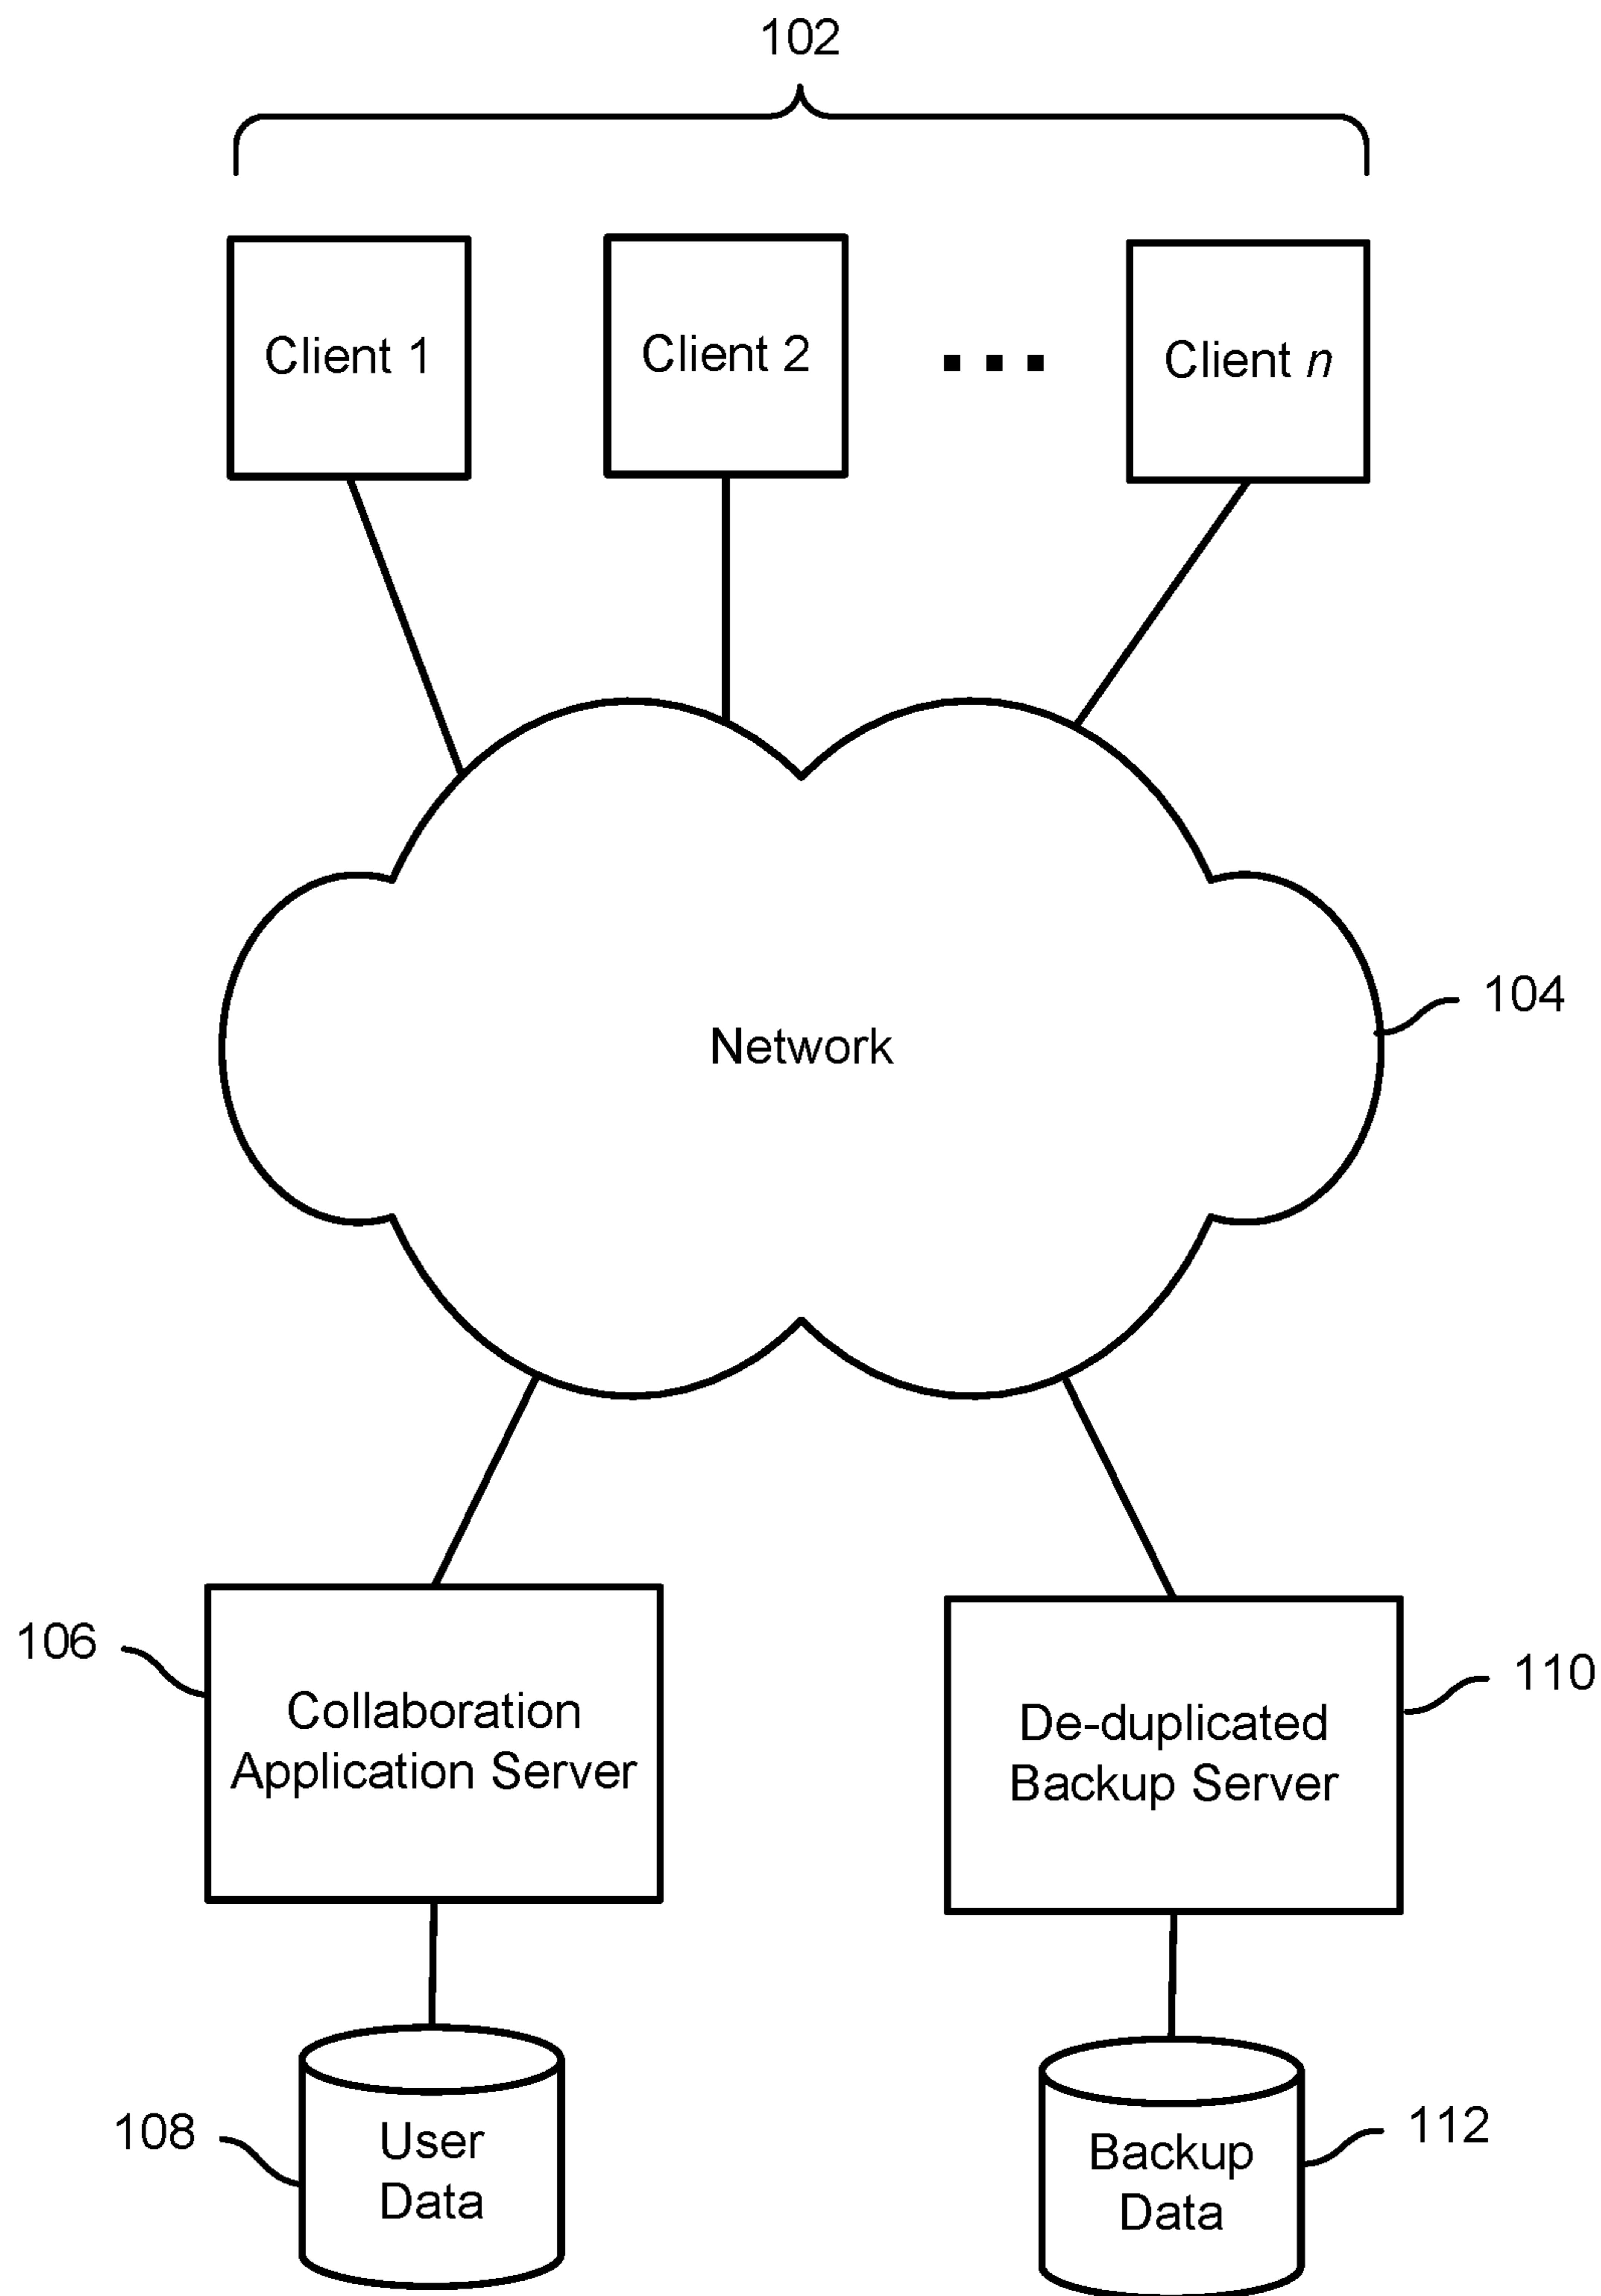 102
Client 1
Client 2
Client n
104
Network
106
Collaboration
Application Server
110
De-duplicated
Backup Server
108
User
Data
112
Backup
Data